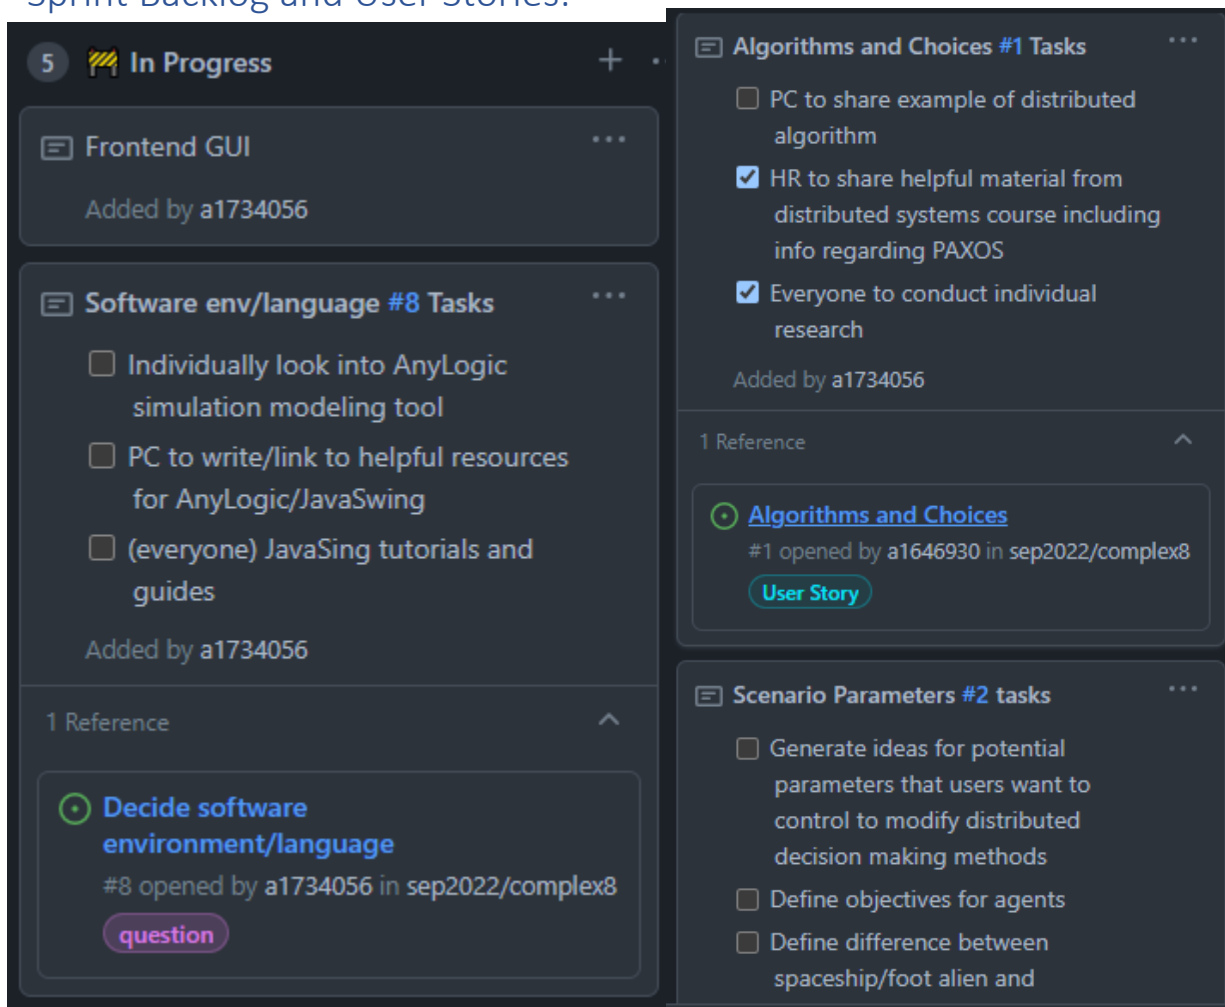 Sprint Backlog and User Stories:
5 In Progress
Frontend GUI
Added by a1734056
Software env/language #8 Tasks
Individually look into AnyLogic
simulation modeling tool
PC to write/link to helpful resources
for AnyLogic/JavaSwing
(everyone) JavaSing tutorials and
guides
Added by a1734056
1 Reference
Decide software
environment/language
#8 opened by a1734056 in sep2022/complex8
question
Algorithms and Choices #1 Tasks
PC to share example of distributed
algorithm
HR to share helpful material from
distributed systems course including
info regarding PAXOS
Everyone to conduct individual
research
Added by a1734056
1 Reference
Algorithms and Choices
#1 opened by a1646930 in sep2022/complex8
User Story
Scenario Parameters #2 tasks
Generate ideas for potential
parameters that users want to
control to modify distributed
decision making methods
Define objectives for agents
Define difference between
spaceship/foot alien and